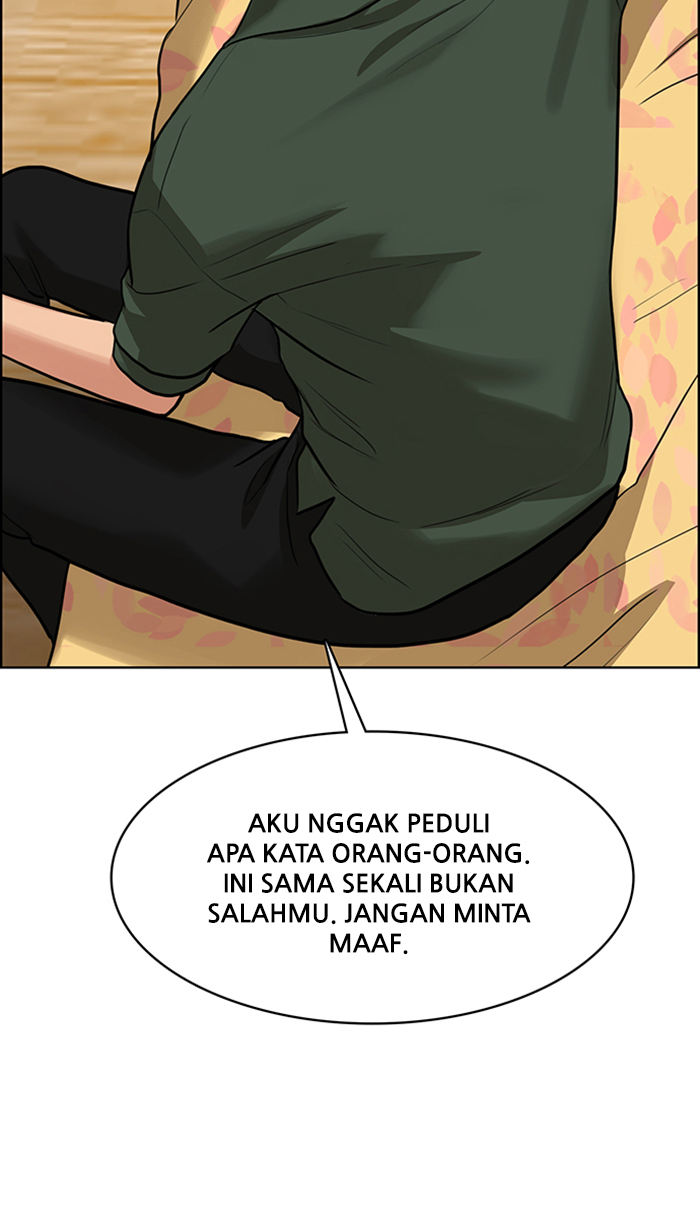 AKU NGGAK PEDULI
APA KATA ORANG-ORANG.
INI SAMA SEKALI BUKAN
SALAHMU. JANGAN MINTA
MAAF.